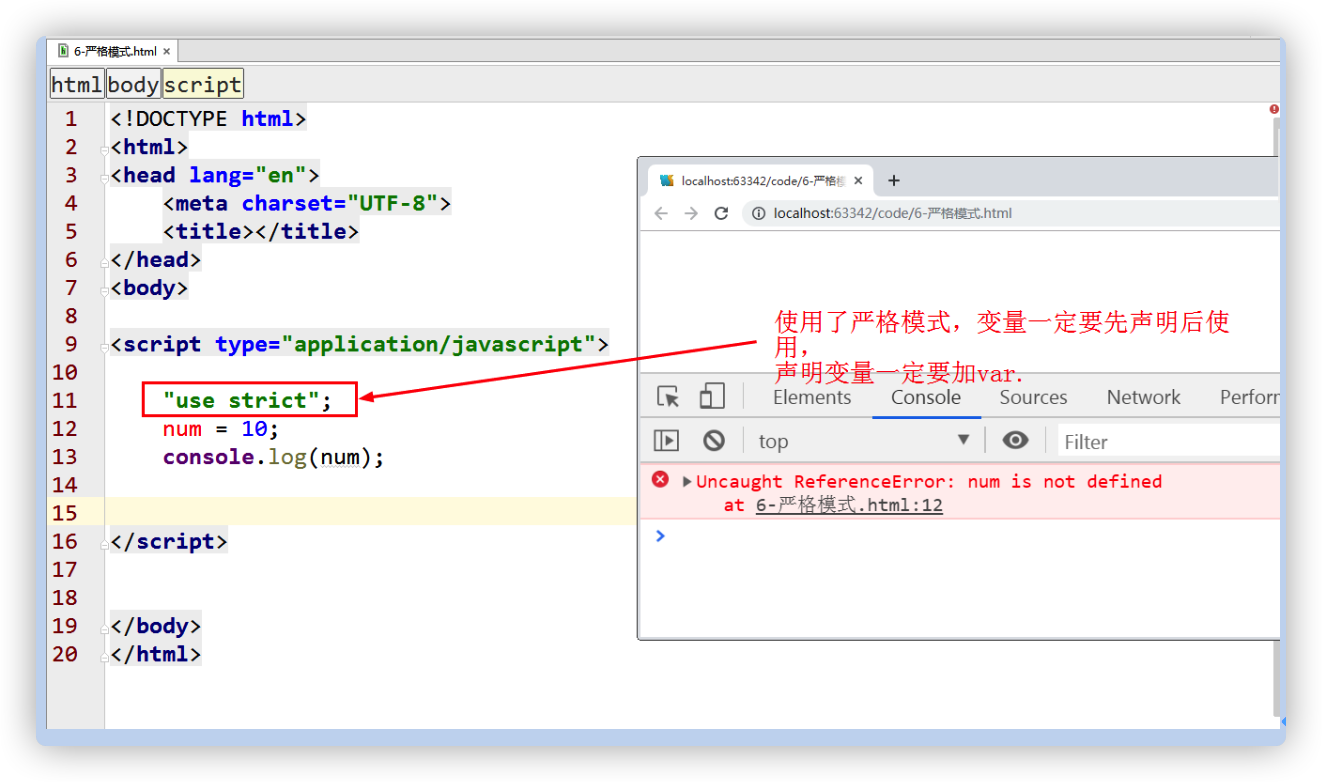 6-严格模式.html ×
html body script
1 <!DOCTYPE html>
2 <html>
3 <head lang="en">
4 <meta charset="UTF-8">
5 <title></title>
6 </head>
7 <body>
8
9 <script type="application/javascript">
10
11 "use strict";
12 num = 10;
13 console.log(num);
14
15
16 </script>
17
18
19 </body>
20 </html>
localhost:63342/code/6-严格模 × +
localhost:63342/code/6-严格模式.html
使用了严格模式，变量一定要先声明后使
用，
声明变量一定要加var.
Elements Console Sources Network Perforr
top Filter
Uncaught ReferenceError: num is not defined
at 6-严格模式.html:12